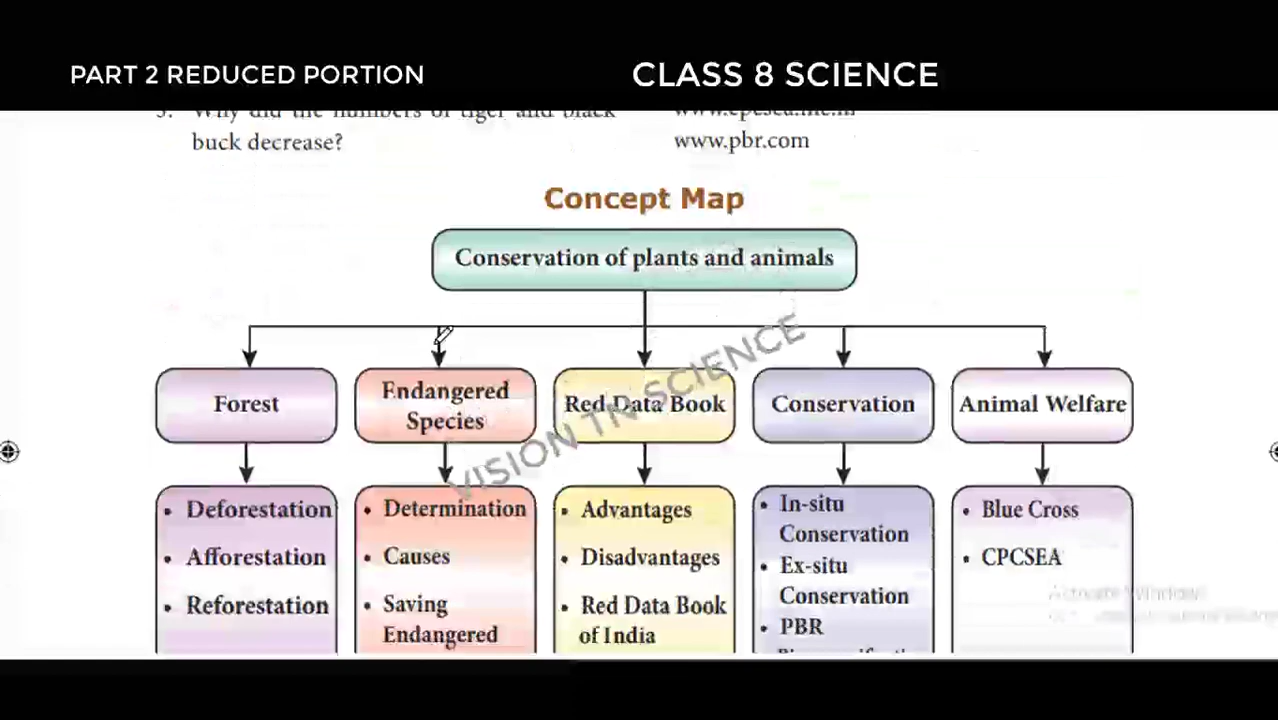 PART 2 REDUCED PORTION
CLASS 8 SCIENCE
buck decrease?
www.pbr.com
Concept Map
Conservation of plants and animals
Forest
Endangered
Species
Red Data Book
Conservation
Animal Welfare
VISION TN SCIENCE
• Deforestation
• Afforestation
• Reforestation
• Determination
• Causes
• Saving
Endangered
• Advantages
• Disadvantages
• Red Data Book
of India
• In-situ
Conservation
• Ex-situ
Conservation
• PBR
• Blue Cross
• CPCSEA
Activate Windows